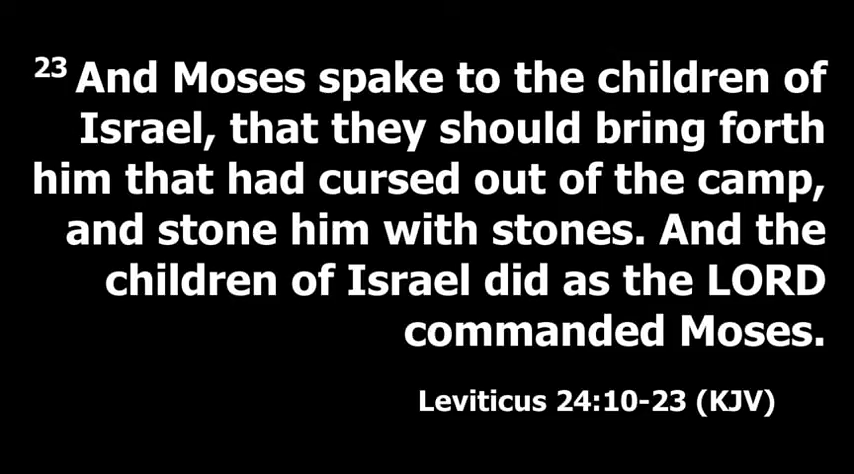 23 And Moses spake to the children of
Israel, that they should bring forth
him that had cursed out of the camp,
and stone him with stones. And the
children of Israel did as the LORD
commanded Moses.
Leviticus 24:10-23 (KJV)